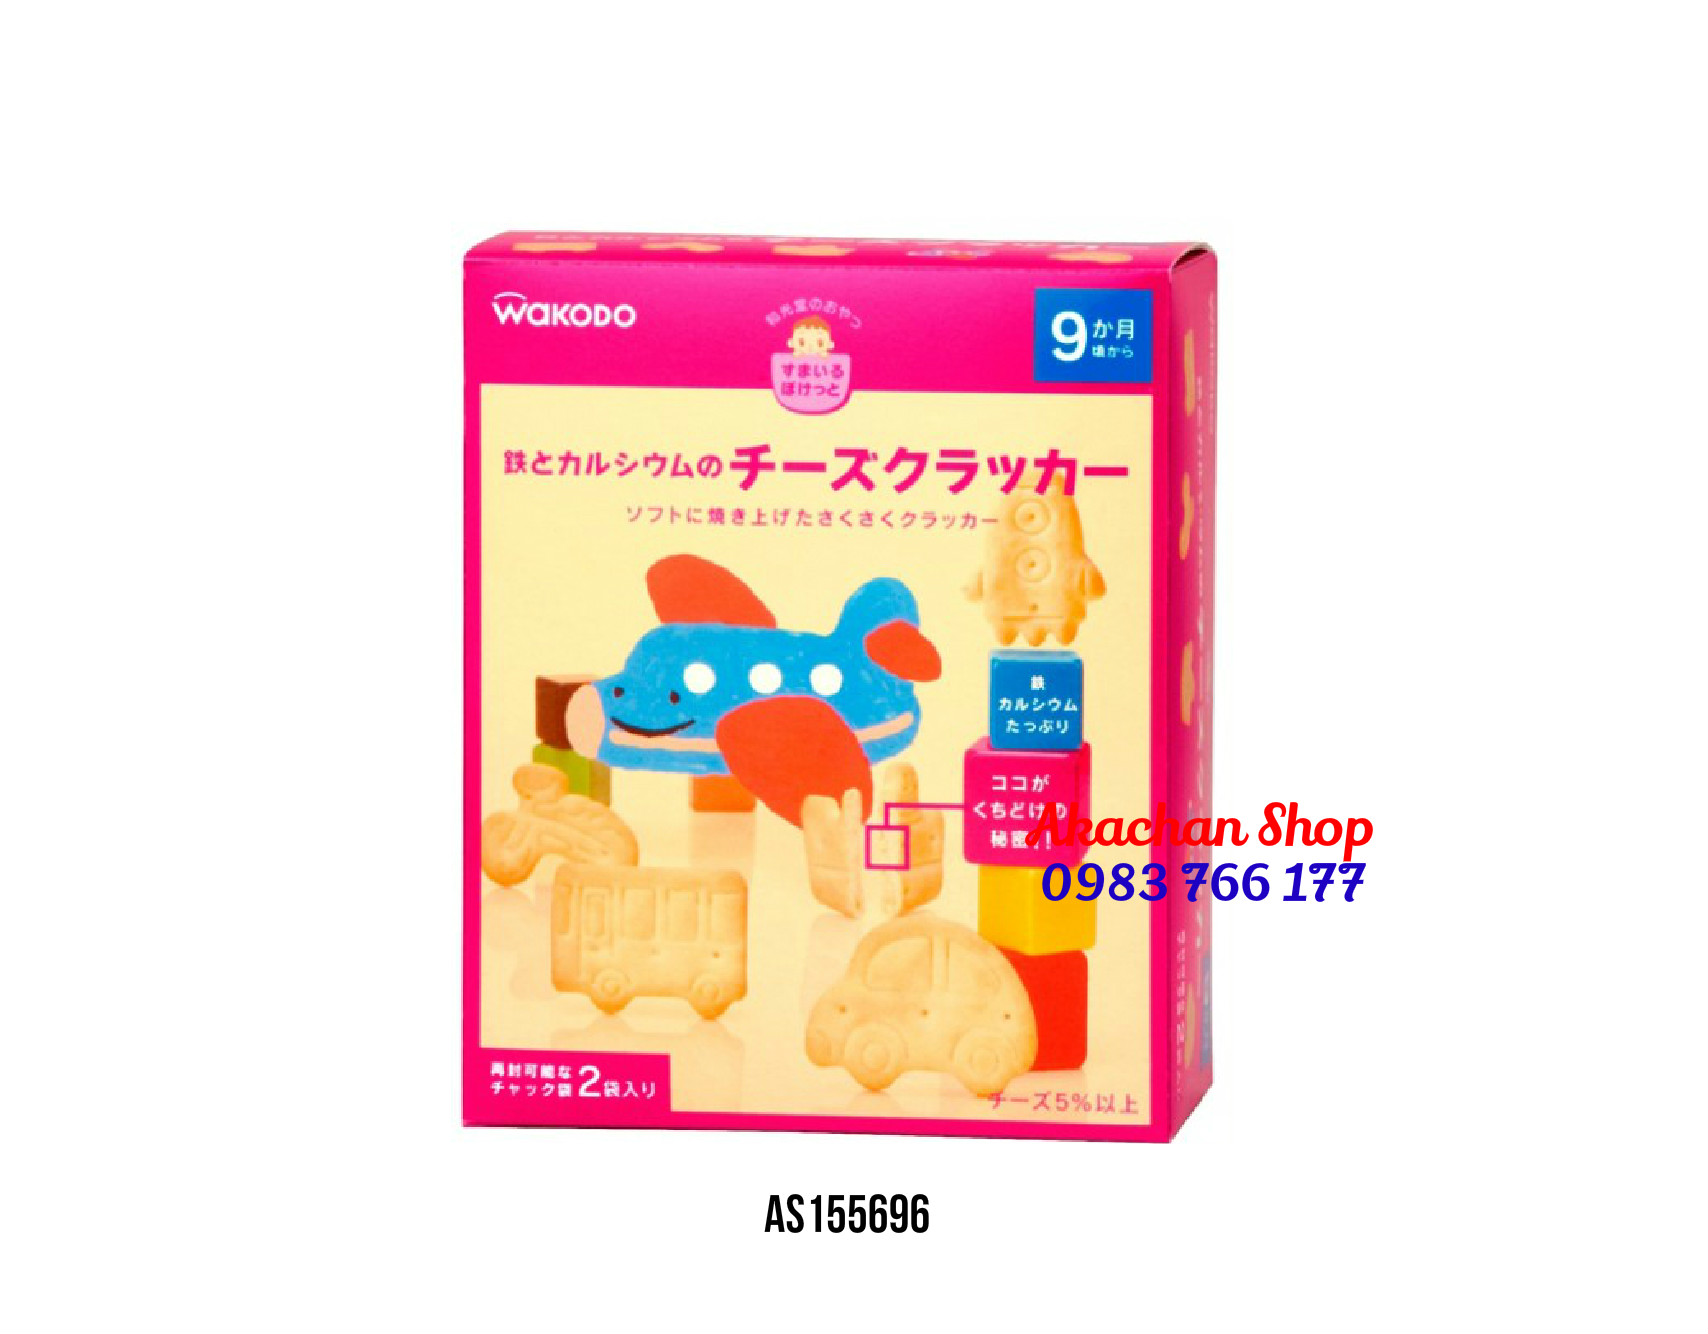 WAKODO
和光堂のおやつ
すまいる
ぽけっと
9か月
頃から
鉄とカルシウムのチーズクラッカー
ソフトに焼き上げたさくさくクラッカー
鉄
カルシウム
たっぷり
ココが
くちどけの
秘密!!
Akachan Shop
0983 766 177
再封可能な
チャック袋2袋入り
チーズ5%以上
AS155696